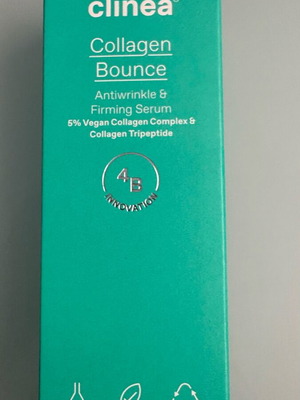 clinéa®
Collagen
Bounce
Antiwrinkle &
Firming Serum
5% Vegan Collagen Complex &
Collagen Tripeptide
4B
INNOVATION